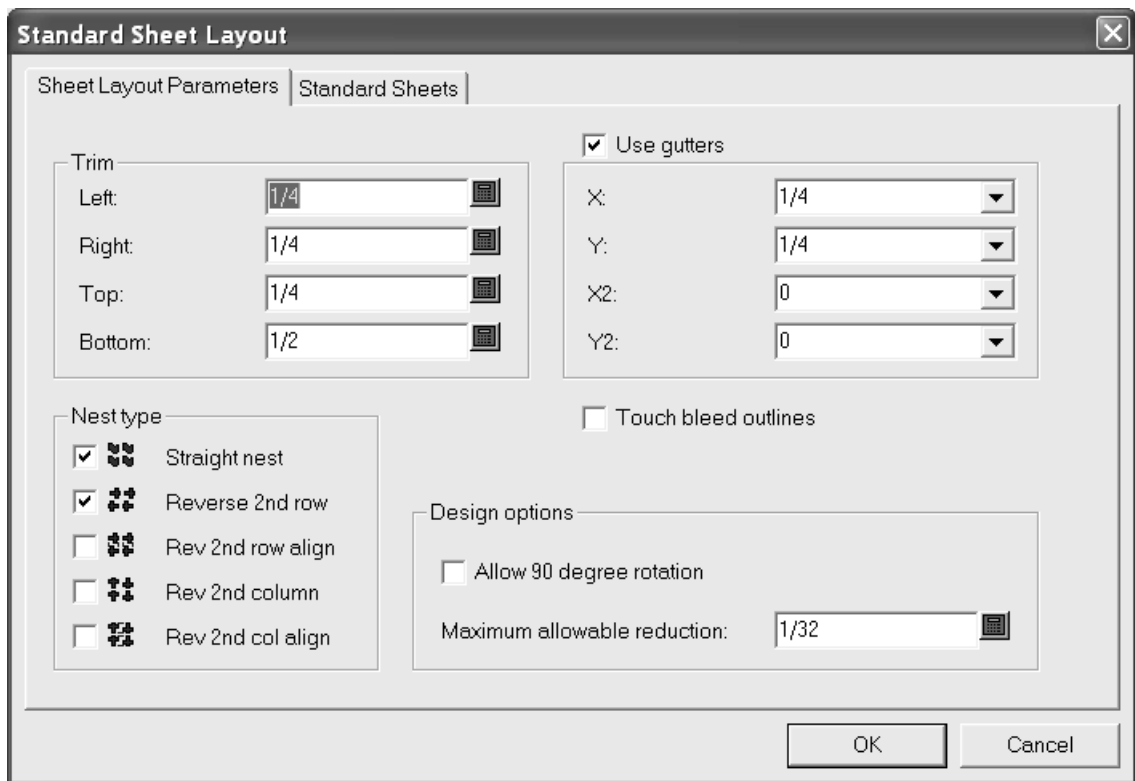 Standard Sheet Layout
Sheet Layout Parameters
Standard Sheets
Trim
Left: 1/4
Right: 1/4
Top: 1/4
Bottom: 1/2
Use gutters
X: 1/4
Y: 1/4
X2: 0
Y2: 0
Touch bleed outlines
Nest type
Straight nest
Reverse 2nd row
Rev 2nd row align
Rev 2nd column
Rev 2nd col align
Design options
Allow 90 degree rotation
Maximum allowable reduction: 1/32
OK
Cancel